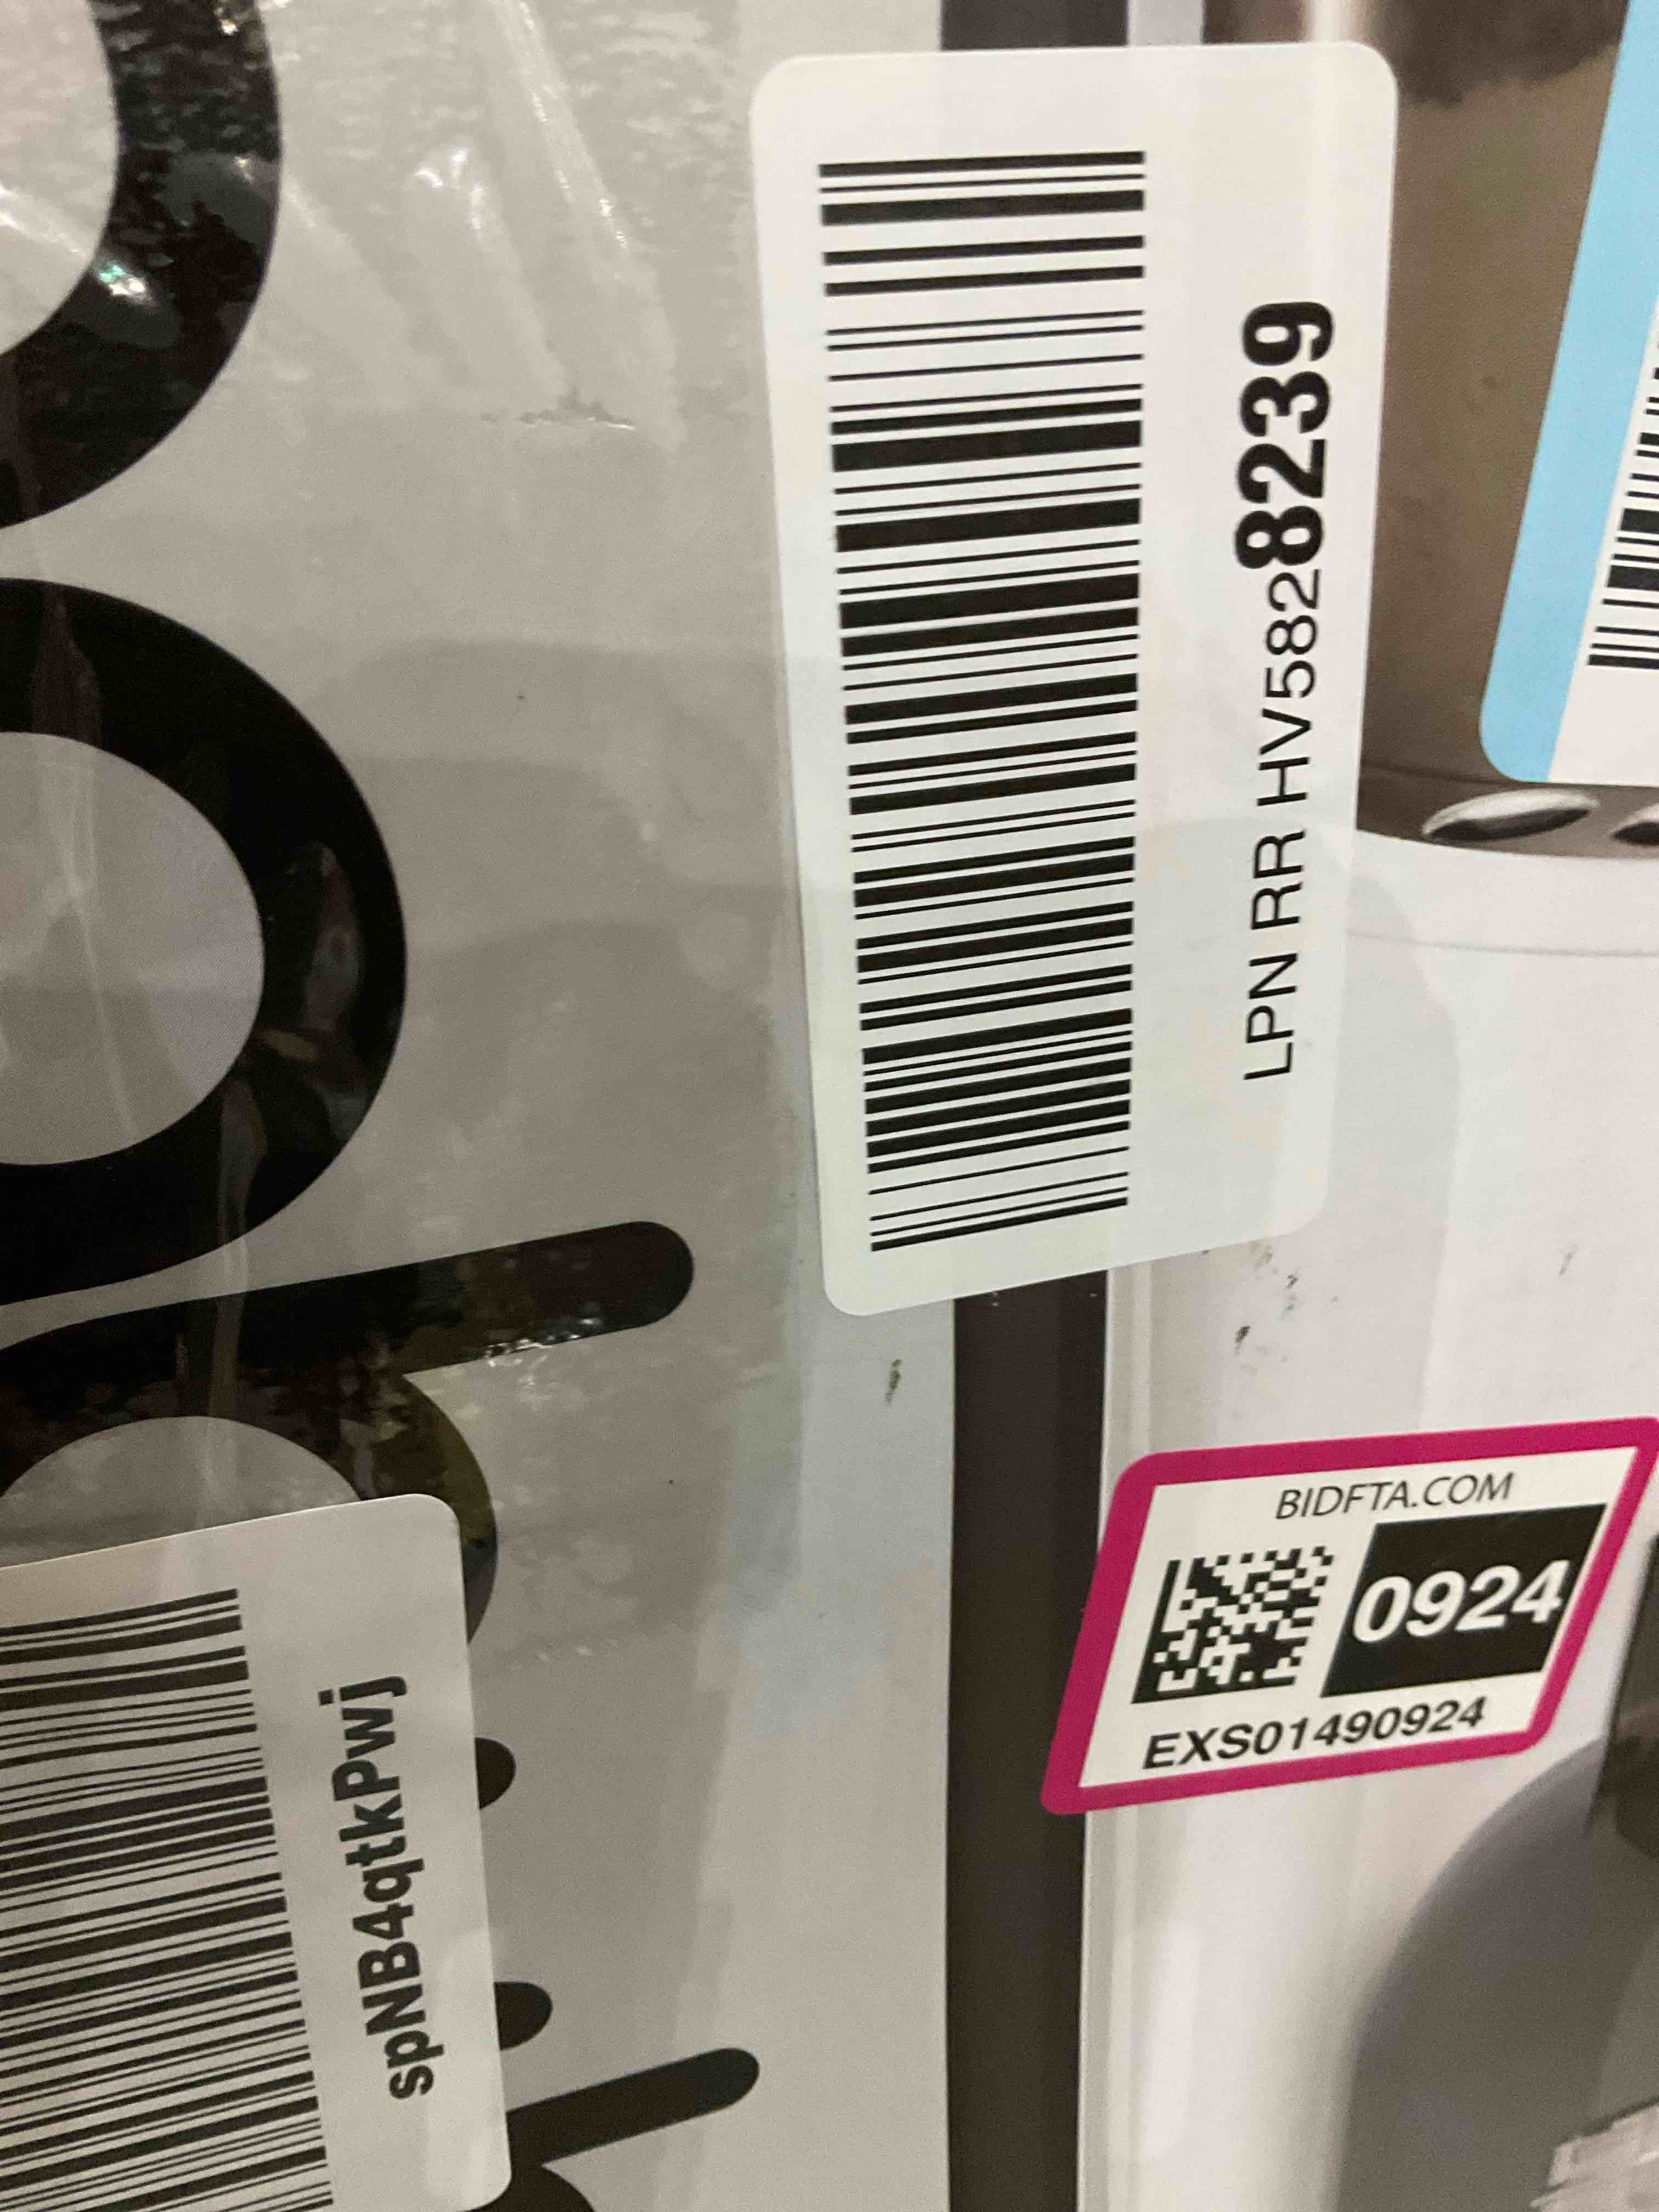 LPN RR HV5828239
BIDFTA.COM
0924
EXS01490924
spNB4qtkPwj